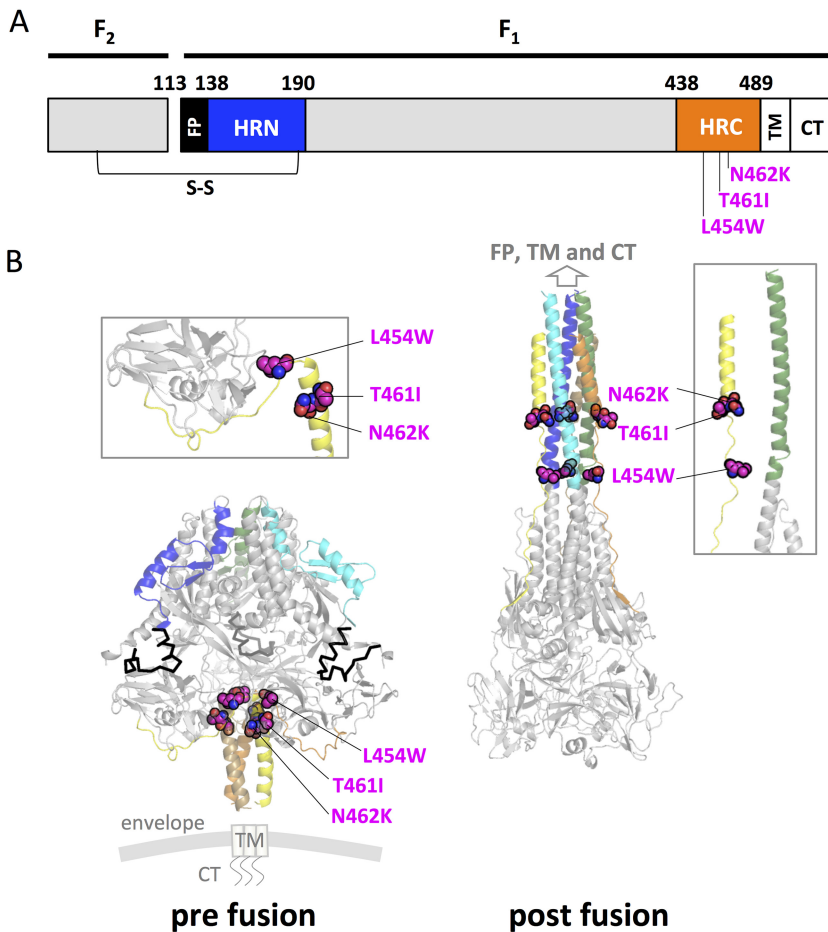 A
F2
F1
113 138 190 438 489
FP HRN HRC TM CT
S-S
N462K
T461I
L454W
B
FP, TM and CT
L454W
T461I
N462K
N462K
T461I
L454W
L454W
T461I
N462K
envelope
TM
CT
pre fusion
post fusion